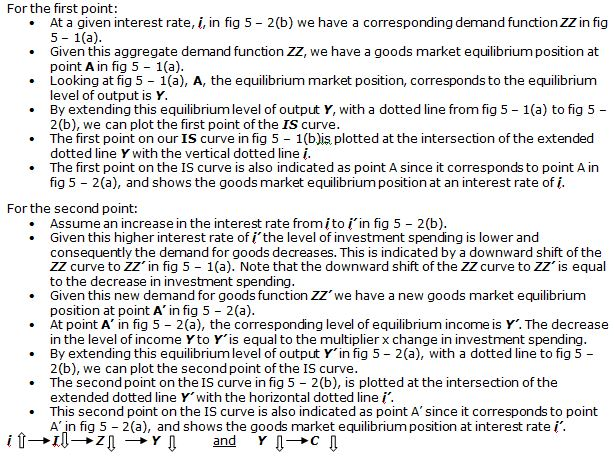 For the first point:
• At a given interest rate, i, in fig 5 – 2(b) we have a corresponding demand function ZZ in fig
5 – 1(a).
• Given this aggregate demand function ZZ, we have a goods market equilibrium position at
point A in fig 5 – 1(a).
• Looking at fig 5 – 1(a), A, the equilibrium market position, corresponds to the equilibrium
level of output is Y.
• By extending this equilibrium level of output Y, with a dotted line from fig 5 – 1(a) to fig 5 –
2(b), we can plot the first point of the IS curve.
• The first point on our IS curve in fig 5 – 1(b)is plotted at the intersection of the extended
dotted line Y with the vertical dotted line i.
• The first point on the IS curve is also indicated as point A since it corresponds to point A in
fig 5 – 2(a), and shows the goods market equilibrium position at an interest rate of i.
For the second point:
• Assume an increase in the interest rate from i to i´ in fig 5 – 2(b).
• Given this higher interest rate of i´ the level of investment spending is lower and
consequently the demand for goods decreases. This is indicated by a downward shift of the
ZZ curve to ZZ´ in fig 5 – 1(a). Note that the downward shift of the ZZ curve to ZZ´ is equal
to the decrease in investment spending.
• Given this new demand for goods function ZZ´ we have a new goods market equilibrium
position at point A´ in fig 5 – 2(a).
• At point A´ in fig 5 – 2(a), the corresponding level of equilibrium income is Y´. The decrease
in the level of income Y to Y´ is equal to the multiplier x change in investment spending.
• By extending this equilibrium level of output Y´ in fig 5 – 2(a), with a dotted line to fig 5 –
2(b), we can plot the second point of the IS curve.
• The second point on the IS curve in fig 5 – 2(b), is plotted at the intersection of the
extended dotted line Y´ with the horizontal dotted line i´.
• This second point on the IS curve is also indicated as point A´ since it corresponds to point
A´ in fig 5 – 2(a), and shows the goods market equilibrium position at interest rate i´.
i ⇧→I⇩→Z⇩ →Y ⇩ and Y ⇩→C ⇩